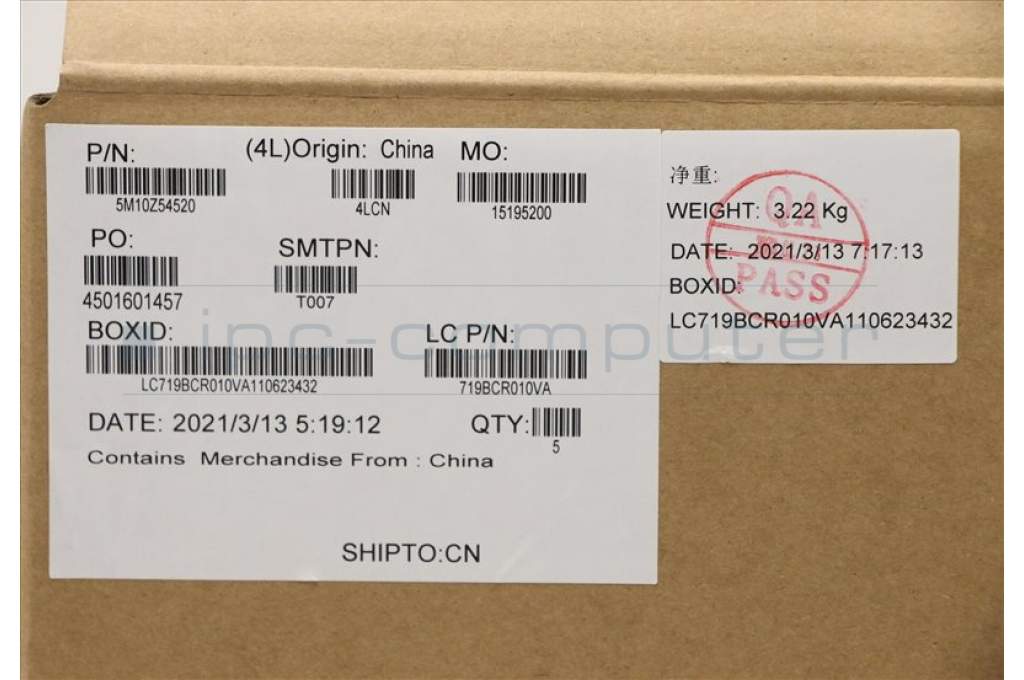 P/N: (4L)Origin: China MO:
5M10Z54520 4LCN 15195200
PO: SMTPN:
4501601457 T007
BOXID: LC P/N:
LC719BCR010VA110623432 719BCR010VA
DATE: 2021/3/13 5:19:12 QTY:
5
Contains Merchandise From : China
SHIPTO:CN
净重:
WEIGHT: 3.22 Kg
DATE: 2021/3/13 7:17:13
BOXID:
LC719BCR010VA110623432
QA
PASS
ipc-computer